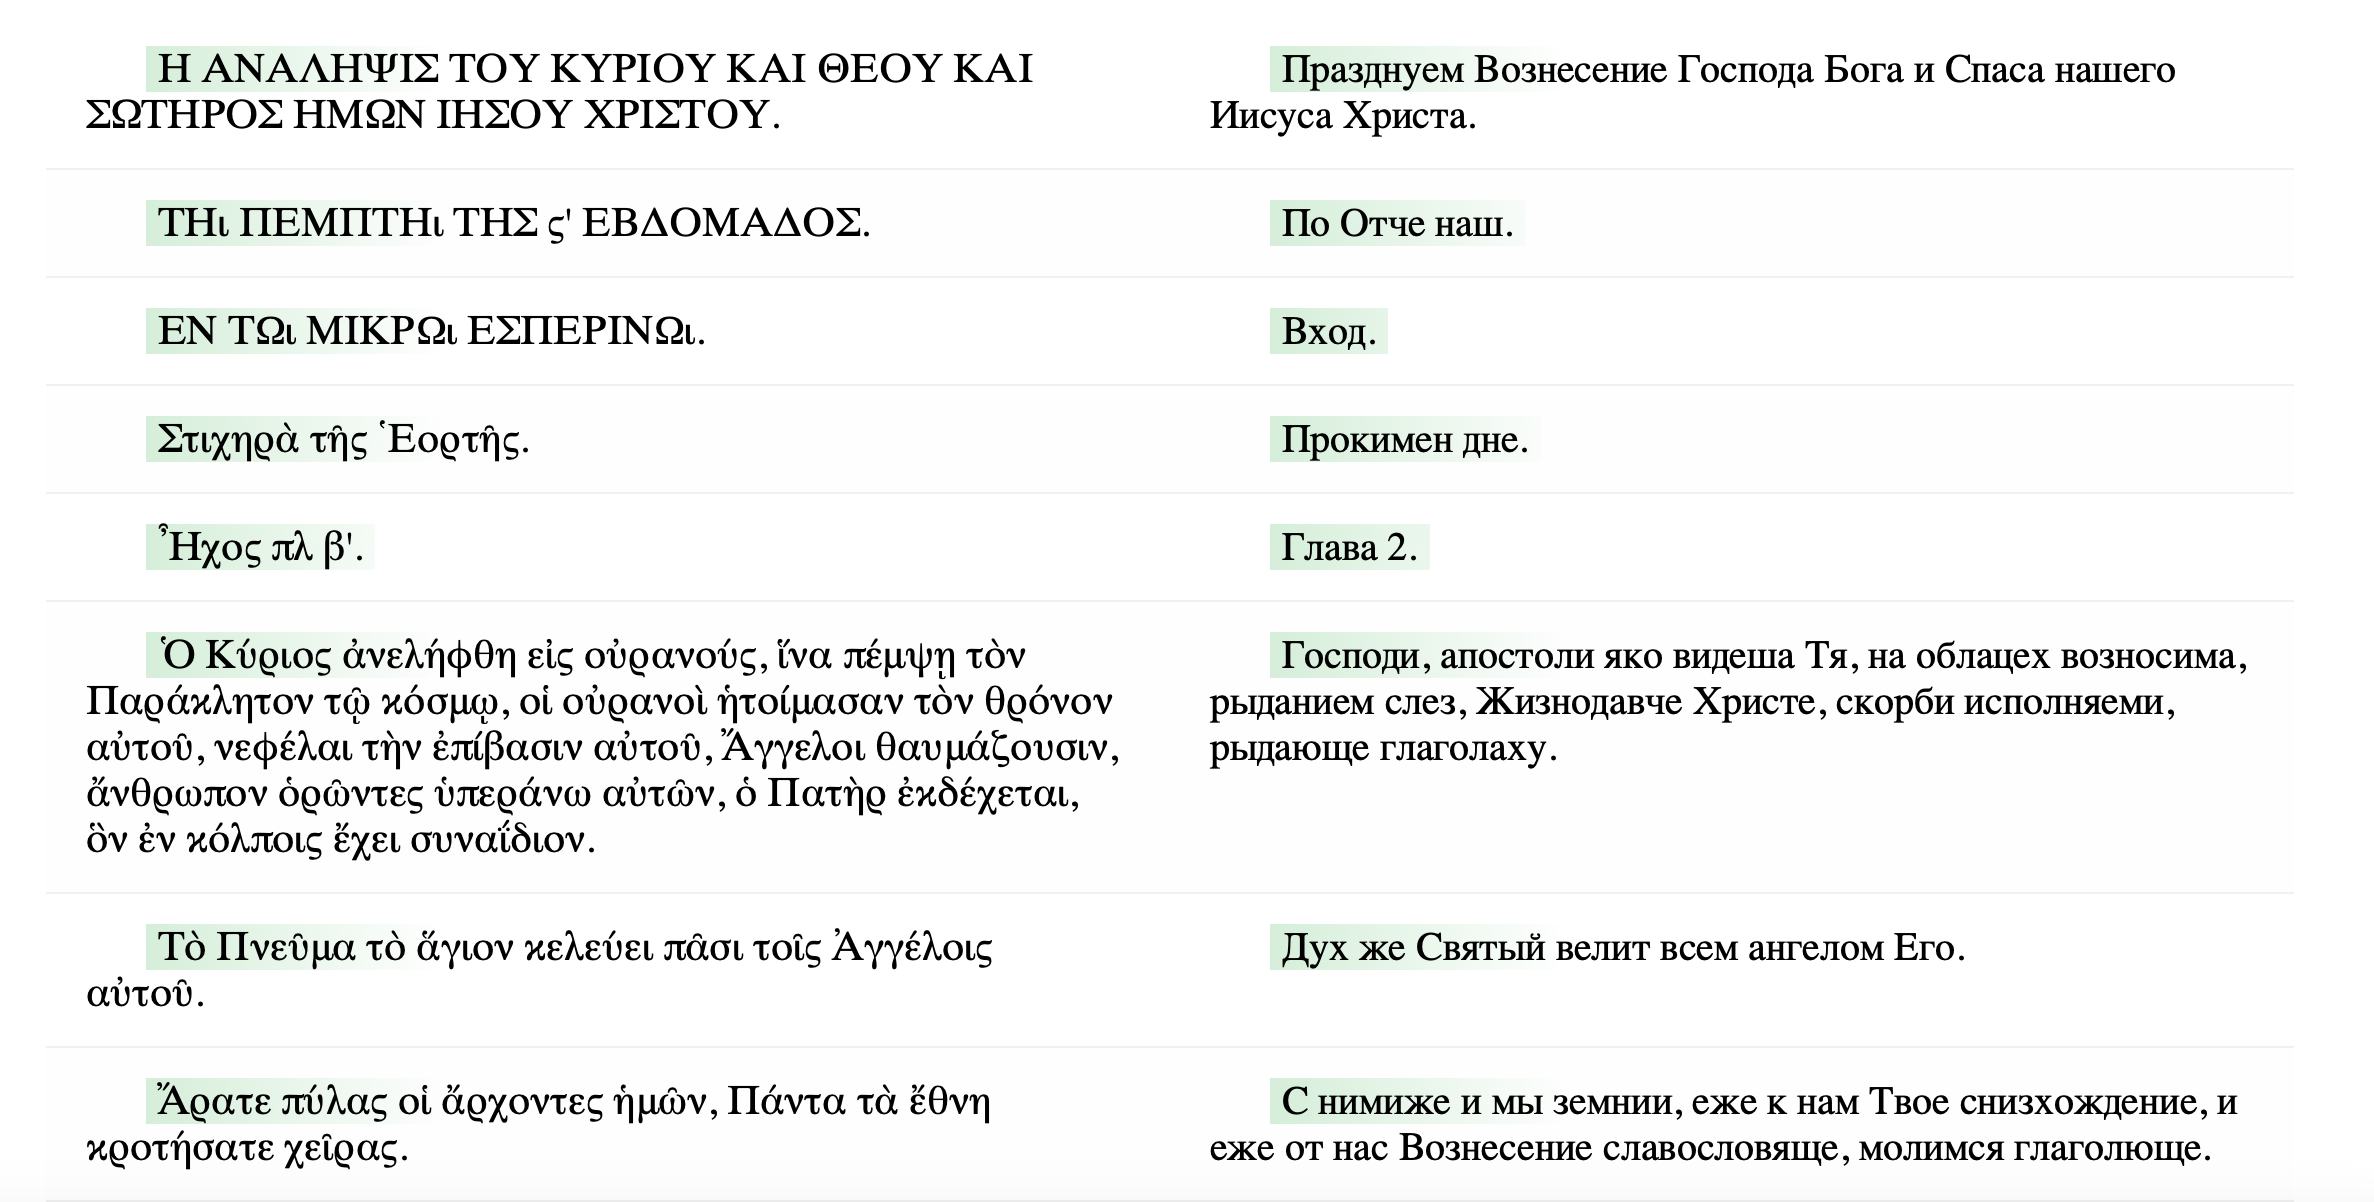 Η ΑΝΑΛΗΨΙΣ ΤΟΥ ΚΥΡΙΟΥ ΚΑΙ ΘΕΟΥ ΚΑΙ
ΣΩΤΗΡΟΣ ΗΜΩΝ ΙΗΣΟΥ ΧΡΙΣΤΟΥ.
Празднуем Вознесение Господа Бога и Спаса нашего
Иисуса Христа.
ΤΗι ΠΕΜΠΤΗι ΤΗΣ ς' ΕΒΔΟΜΑΔΟΣ.
По Отче наш.
ΕΝ ΤΩι ΜΙΚΡΩι ΕΣΠΕΡΙΝΩι.
Вход.
Στιχηρὰ τῆς Ἑορτῆς.
Прокимен дне.
Ἦχος πλ β'.
Глава 2.
Ὁ Κύριος ἀνελήφθη εἰς οὐρανούς, ἵνα πέμψῃ τὸν
Παράκλητον τῷ κόσμῳ, οἱ οὐρανοὶ ἡτοίμασαν τὸν θρόνον
αὐτοῦ, νεφέλαι τὴν ἐπίβασιν αὐτοῦ, Ἄγγελοι θαυμάζουσιν,
ἄνθρωπον ὁρῶντες ὑπεράνω αὐτῶν, ὁ Πατὴρ ἐκδέχεται,
ὃν ἐν κόλποις ἔχει συναΐδιον.
Господи, апостоли яко видеша Тя, на облацех возносима,
рыданием слез, Жизнодавче Христе, скорби исполняеми,
рыдающе глаголаху.
Τὸ Πνεῦμα τὸ ἅγιον κελεύει πᾶσι τοῖς Ἀγγέλοις
αὐτοῦ.
Дух же Святый велит всем ангелом Его.
Ἄρατε πύλας οἱ ἄρχοντες ἡμῶν, Πάντα τὰ ἔθνη
κροτήσατε χεῖρας.
С нимиже и мы земнии, еже к нам Твое снизхождение, и
еже от нас Вознесение славословяще, молимся глаголюще.